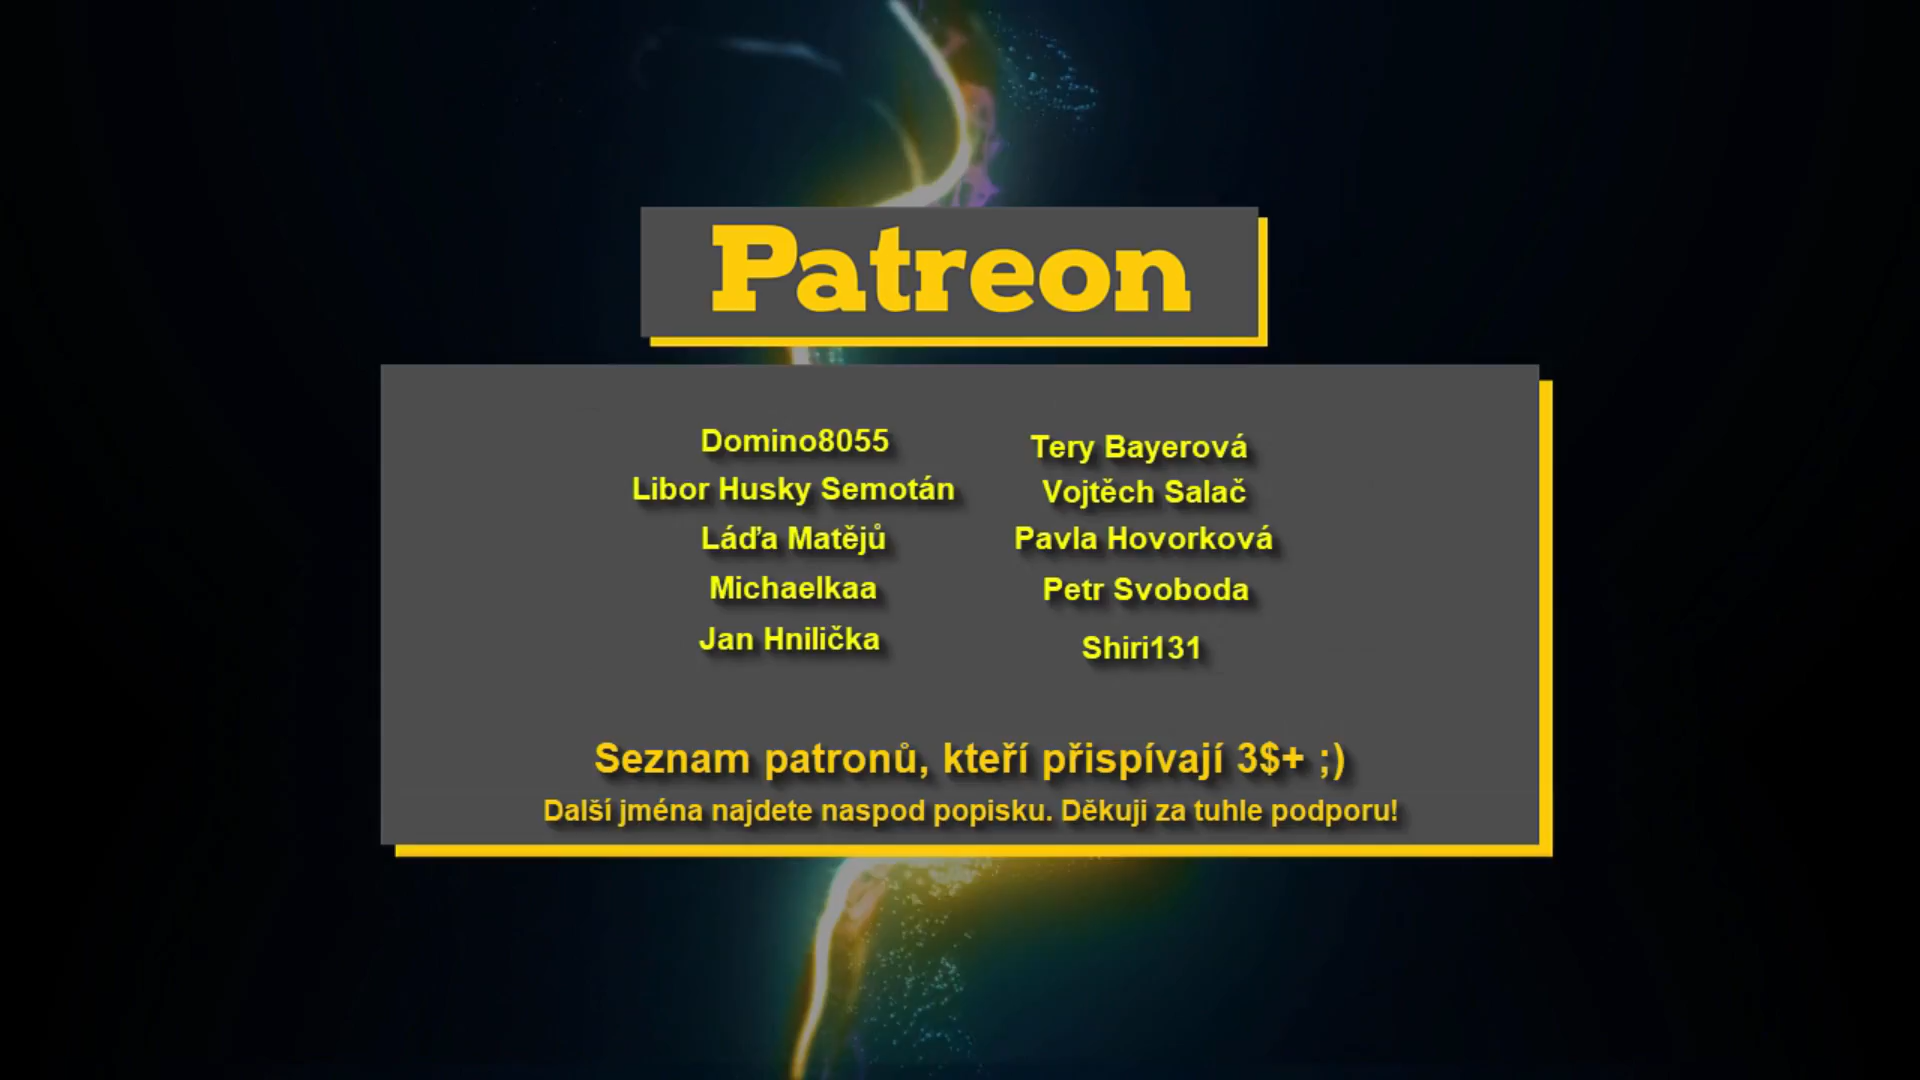 Patreon
Domino8055
Libor Husky Semotán
Láďa Matějů
Michaelkaa
Jan Hnilička
Tery Bayerová
Vojtěch Salač
Pavla Hovorková
Petr Svoboda
Shiri131
Seznam patronů, kteří přispívají 3$+ ;)
Další jména najdete naspod popisku. Děkuji za tuhle podporu!